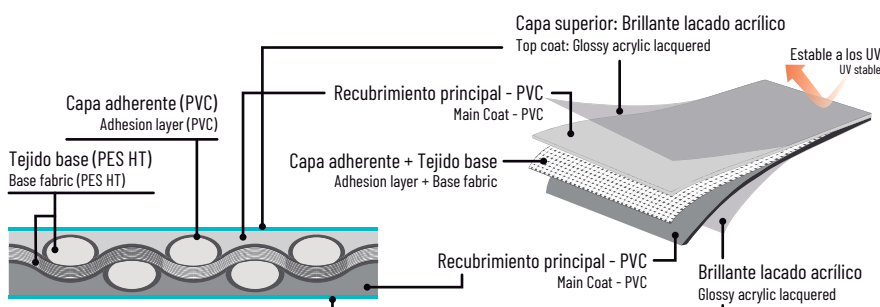 Capa superior: Brillante lacado acrílico
Top coat: Glossy acrylic lacquered
Estable a los UV
UV stable
Recubrimiento principal - PVC
Main Coat - PVC
Capa adherente (PVC)
Adhesion layer (PVC)
Tejido base (PES HT)
Base fabric (PES HT)
Capa adherente + Tejido base
Adhesion layer + Base fabric
Recubrimiento principal - PVC
Main Coat - PVC
Brillante lacado acrílico
Glossy acrylic lacquered